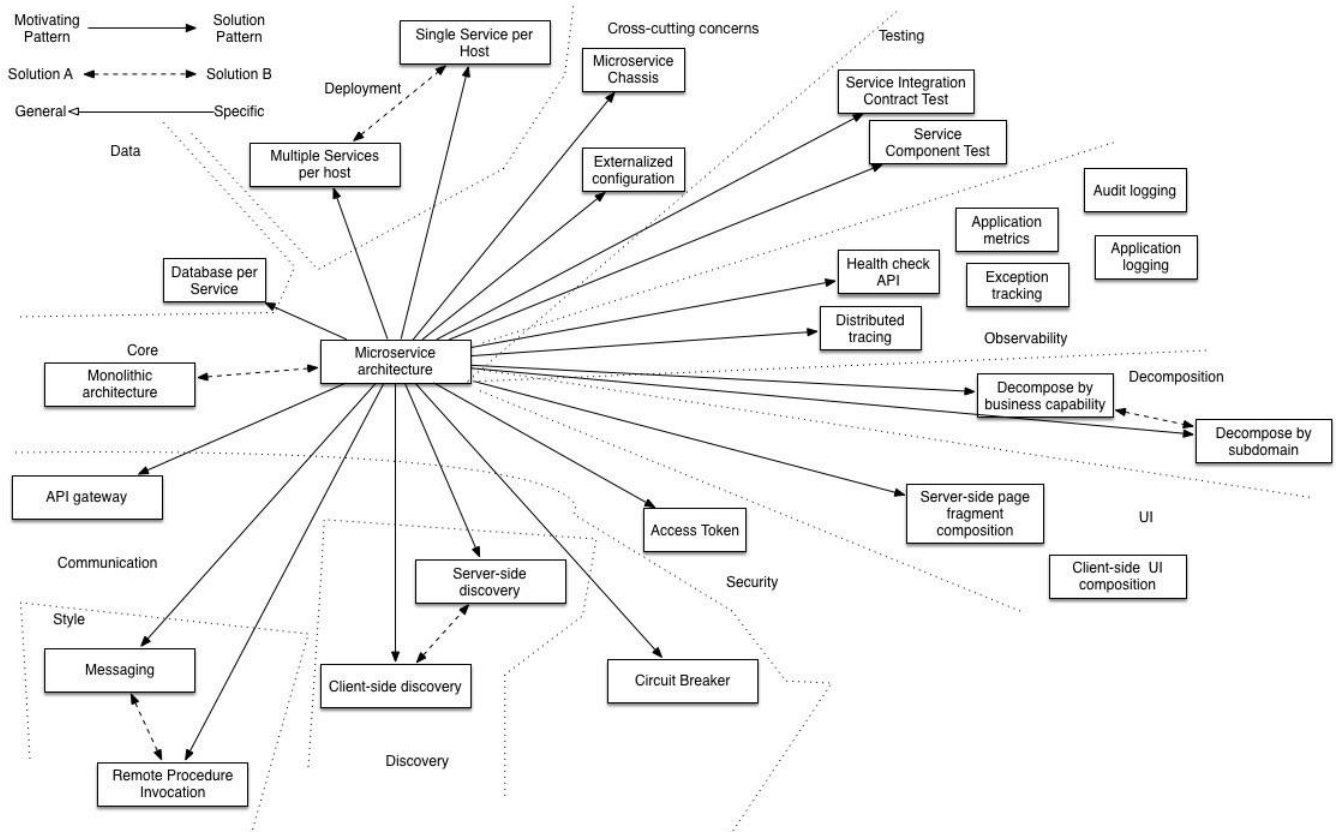 Motivating
Pattern
Solution
Pattern
Solution A
Solution B
General
Specific
Single Service per
Host
Deployment
Multiple Services
per host
Data
Cross-cutting concerns
Microservice
Chassis
Externalized
configuration
Testing
Service Integration
Contract Test
Service
Component Test
Audit logging
Application
metrics
Application
logging
Health check
API
Exception
tracking
Distributed
tracing
Observability
Database per
Service
Core
Monolithic
architecture
Microservice
architecture
Decomposition
Decompose by
business capability
Decompose by
subdomain
API gateway
Access Token
Server-side page
fragment
composition
UI
Client-side UI
composition
Communication
Server-side
discovery
Security
Style
Messaging
Client-side discovery
Circuit Breaker
Discovery
Remote Procedure
Invocation